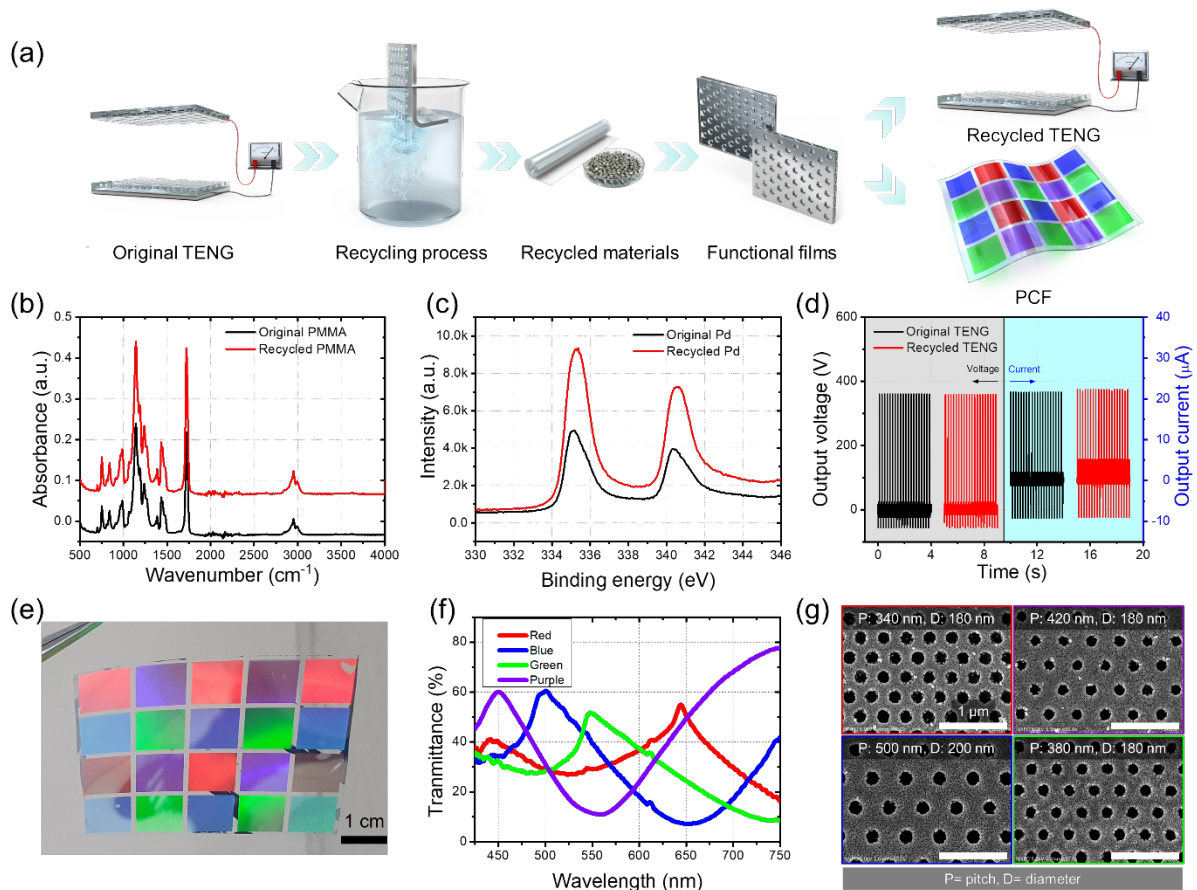 (a)
Original TENG
Recycling process
Recycled materials
Functional films
Recycled TENG
PCF
(b)
Original PMMA
Recycled PMMA
0.5
0.4
0.3
0.2
0.1
0.0
Absorbance (a.u)
500 1000 1500 2000 2500 3000 3500 4000
Wavenumber (cm⁻¹)
(c)
Original Pd
Recycled Pd
10.0k
8.0k
6.0k
4.0k
2.0k
0.0
Intensity (a.u.)
330 332 334 336 338 340 342 344 346
Binding energy (eV)
(d)
Original TENG
Recycled TENG
Voltage
Current
600
400
200
0
Output voltage (V)
40
30
20
10
0
-10
Output current (μA)
0 4 8 12 16 20
Time (s)
(e)
1 cm
(f)
Red
Blue
Green
Purple
80
60
40
20
0
Tranmittance (%)
450 500 550 600 650 700 750
Wavelength (nm)
(g)
P: 340 nm, D: 180 nm
1 μm
P: 420 nm, D: 180 nm
P: 500 nm, D: 200 nm
P: 380 nm, D: 180 nm
P= pitch, D= diameter